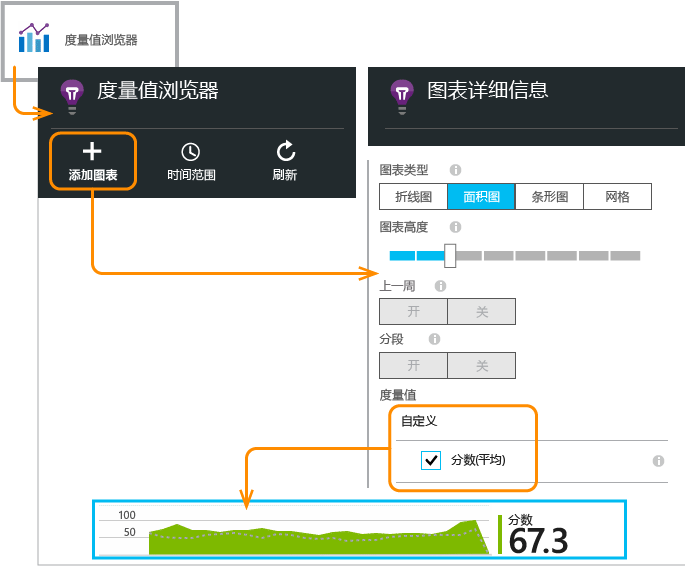 度量值浏览器
度量值浏览器
添加图表
时间范围
刷新
图表详细信息
图表类型
折线图
面积图
条形图
网格
图表高度
上一周
开
关
分段
开
关
度量值
自定义
分数(平均)
100
50
分数
67.3